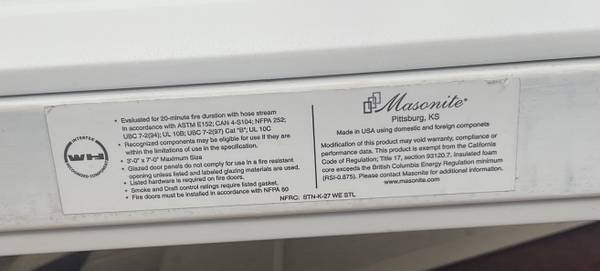 • Evaluated for 20-minute fire duration with hose stream
In accordance with ASTM E152; CAN 4-S104; NFPA 252;
UBC 7-2(94); UL 10B; UBC 7-2(97) Cat "B"; UL 10C
• Recognized components may be eligible for use if they are
within the limitations of use in the specification.
• 3'-0" x 7'-0" Maximum Size
• Glazed door panels do not comply for use in a fire resistant
opening unless listed and labeled glazing materials are used.
• Listed hardware is required on fire doors.
• Smoke and Draft control ratings require listed gasket.
• Fire doors must be installed in accordance with NFPA 80
INTERTEK
WH
RECOGNIZED COMPONENT
Masonite®
Pittsburg, KS
Made in USA using domestic and foreign componets
Modification of this product may void warranty, compliance or
performance data. This product is exempt from the California
Code of Regulation; Title 17, section 93120.7. Insulated foam
core exceeds the British Columbia Energy Regulation minimum
(RSI-0.875). Please contact Masonite for additional information.
www.masonite.com
NFRC: STN-K-27 WE STL